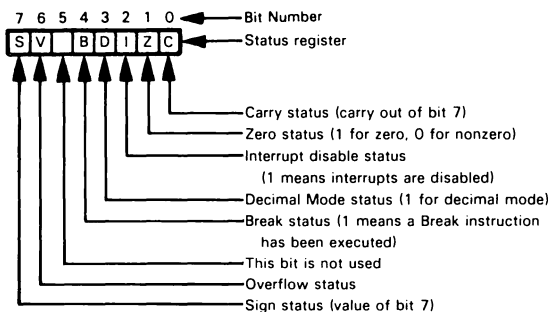 7 6 5 4 3 2 1 0 Bit Number
S V B D I Z C Status register
Carry status (carry out of bit 7)
Zero status (1 for zero, 0 for nonzero)
Interrupt disable status
(1 means interrupts are disabled)
Decimal Mode status (1 for decimal mode)
Break status (1 means a Break instruction
has been executed)
This bit is not used
Overflow status
Sign status (value of bit 7)